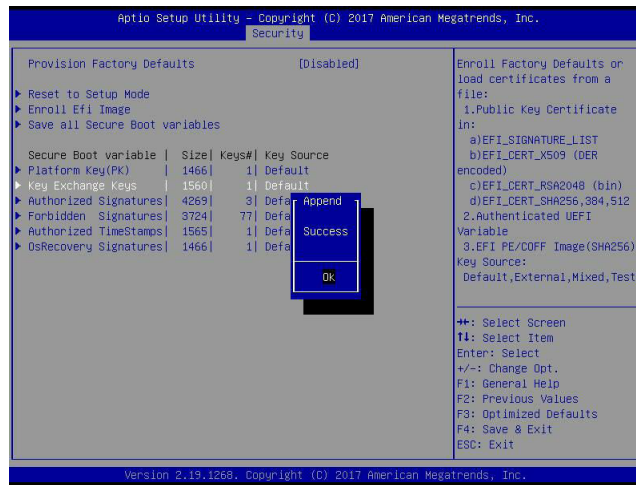 Aptio Setup Utility – Copyright (C) 2017 American Megatrends, Inc.
Security
Provision Factory Defaults [Disabled]
Reset to Setup Mode
Enroll Efi Image
Save all Secure Boot variables
Secure Boot variable | Size| Keys#| Key Source
Platform Key(PK) | 1466| 1| Default
Key Exchange Keys | 1560| 1| Default
Authorized Signatures| 4269| 3| Defa
Forbidden Signatures| 3724| 77| Defa
Authorized TimeStamps| 1565| 1| Defa
OsRecovery Signatures| 1466| 1| Defa
Append
Success
Ok
Enroll Factory Defaults or
load certificates from a
file:
1.Public Key Certificate
in:
a)EFI_SIGNATURE_LIST
b)EFI_CERT_X509 (DER
encoded)
c)EFI_CERT_RSA2048 (bin)
d)EFI_CERT_SHA256,384,512
2.Authenticated UEFI
Variable
3.EFI PE/COFF Image(SHA256)
Key Source:
Default,External,Mixed,Test
→←: Select Screen
↑↓: Select Item
Enter: Select
+/-: Change Opt.
F1: General Help
F2: Previous Values
F3: Optimized Defaults
F4: Save & Exit
ESC: Exit
Version 2.19.1268. Copyright (C) 2017 American Megatrends, Inc.